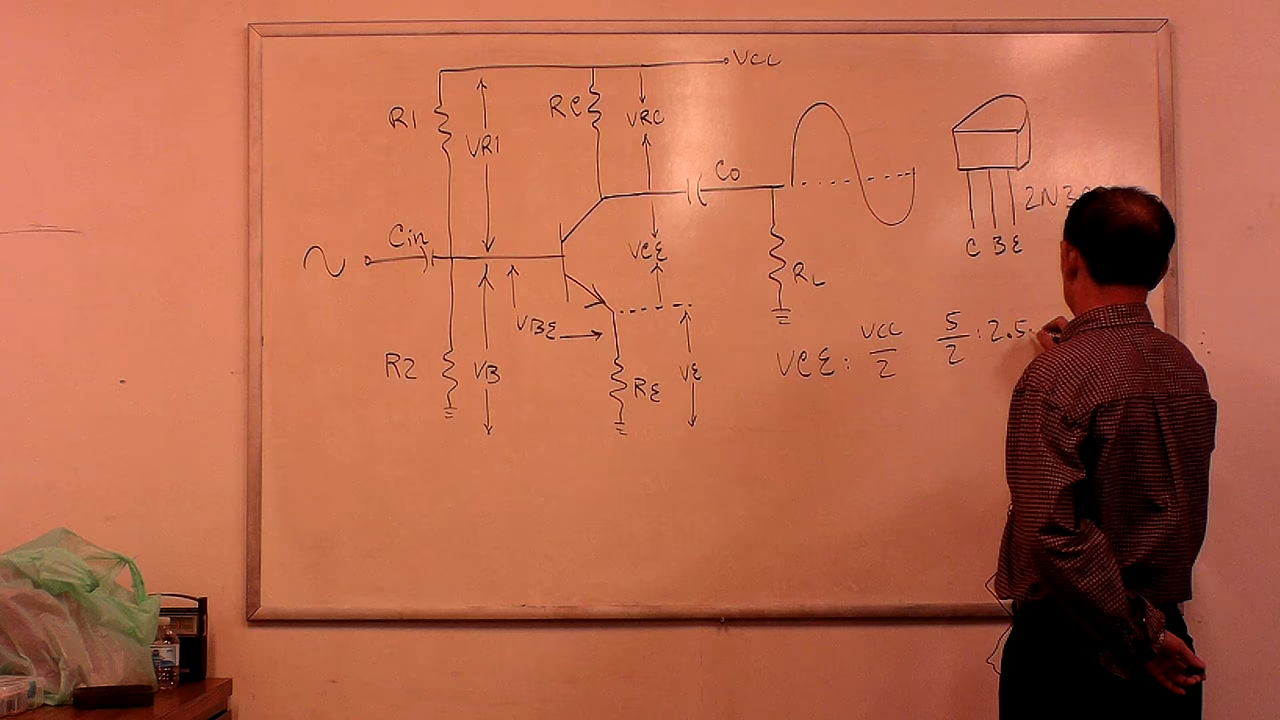 VCC
R1
RC
VRC
VR1
Co
Cin
VCE
C B E
RL
VBE
R2
VB
RE
VE
VCE : VCC/2
5/2 : 2.5